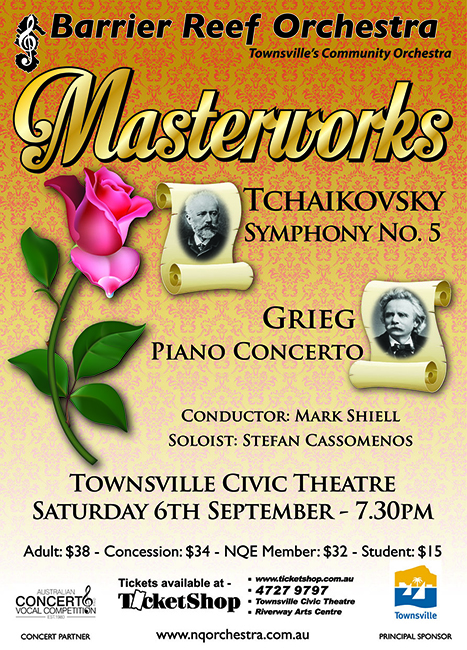 Barrier Reef Orchestra
Townsville's Community Orchestra
Masterworks
Tchaikovsky
Symphony No. 5
Grieg
Piano Concerto
Conductor: Mark Shiell
Soloist: Stefan Cassomenos
Townsville Civic Theatre
Saturday 6th September - 7.30pm
Adult: $38 - Concession: $34 - NQE Member: $32 - Student: $15
Tickets available at -
TicketShop
• www.ticketshop.com.au
• 4727 9797
• Townsville Civic Theatre
• Riverway Arts Centre
AUSTRALIAN
CONCERTO
VOCAL COMPETITION
EST.1980
CONCERT PARTNER
www.nqorchestra.com.au
Townsville
PRINCIPAL SPONSOR